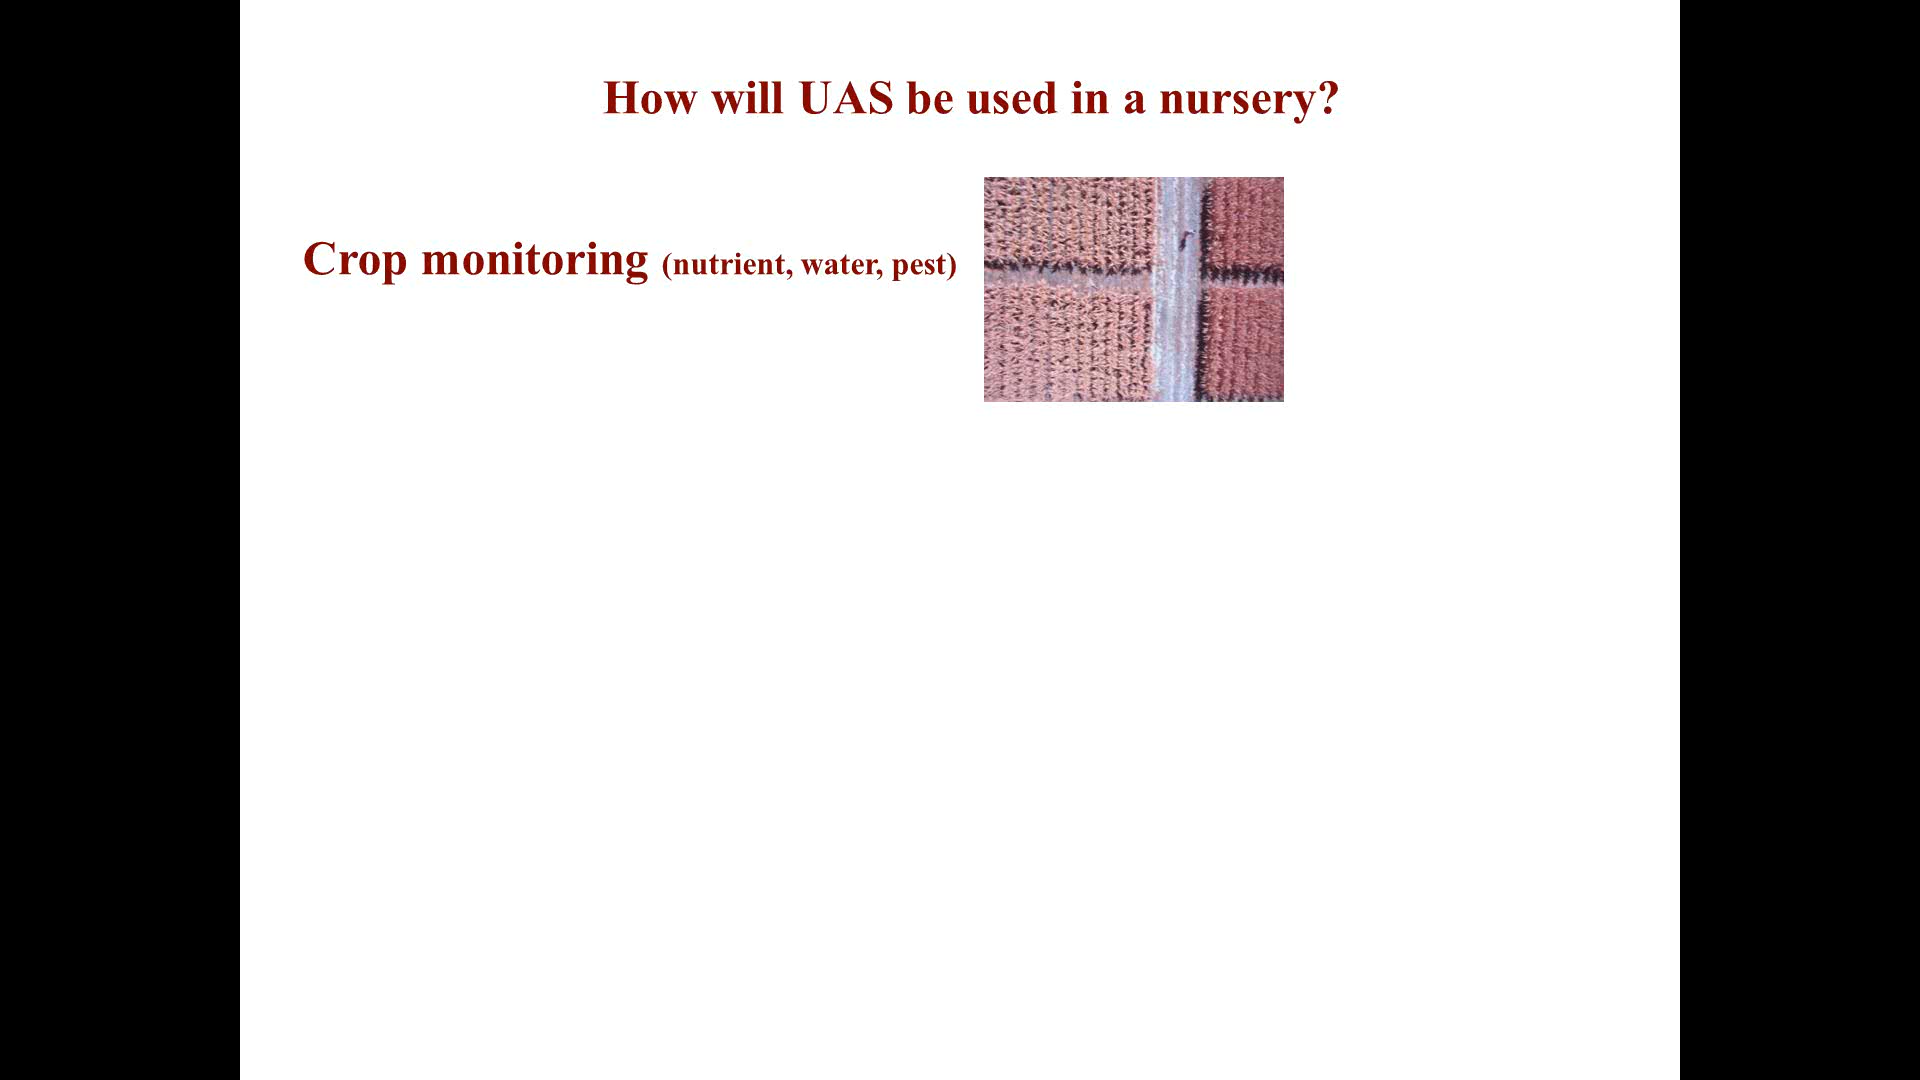 How will UAS be used in a nursery?
Crop monitoring (nutrient, water, pest)